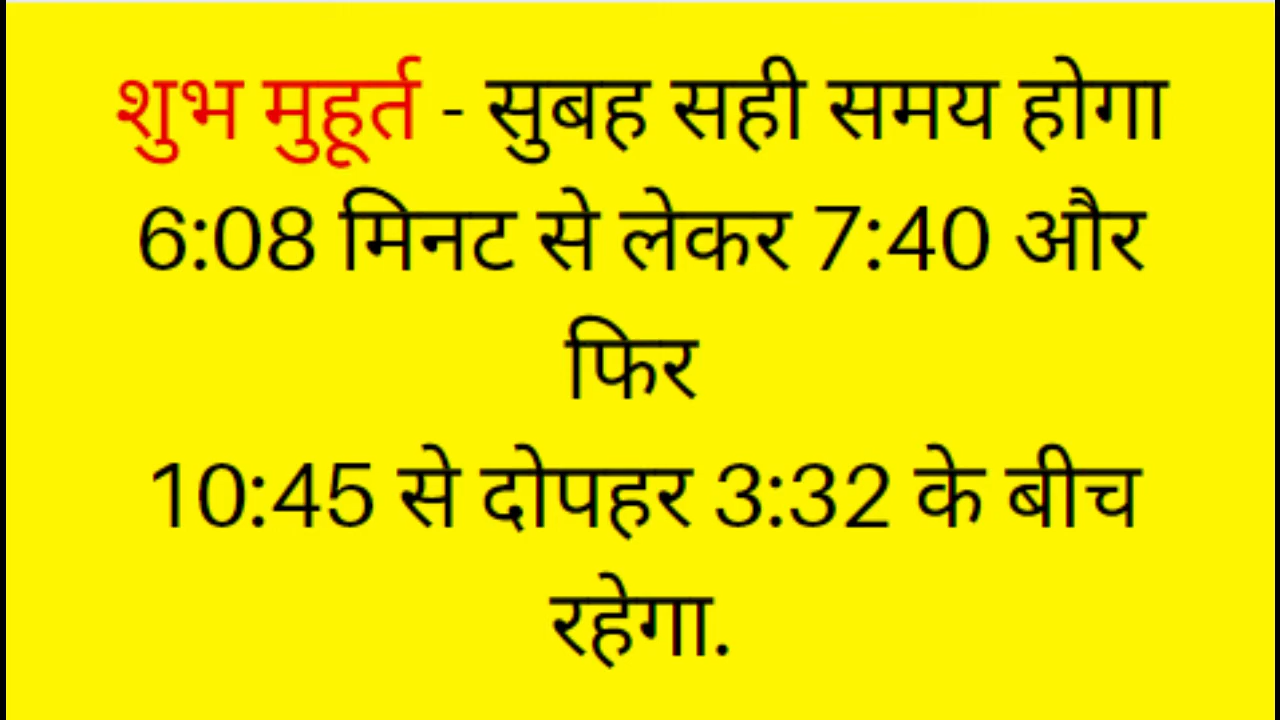 शुभ मुहूर्त - सुबह सही समय होगा
6:08 मिनट से लेकर 7:40 और
फिर
10:45 से दोपहर 3:32 के बीच
रहेगा.